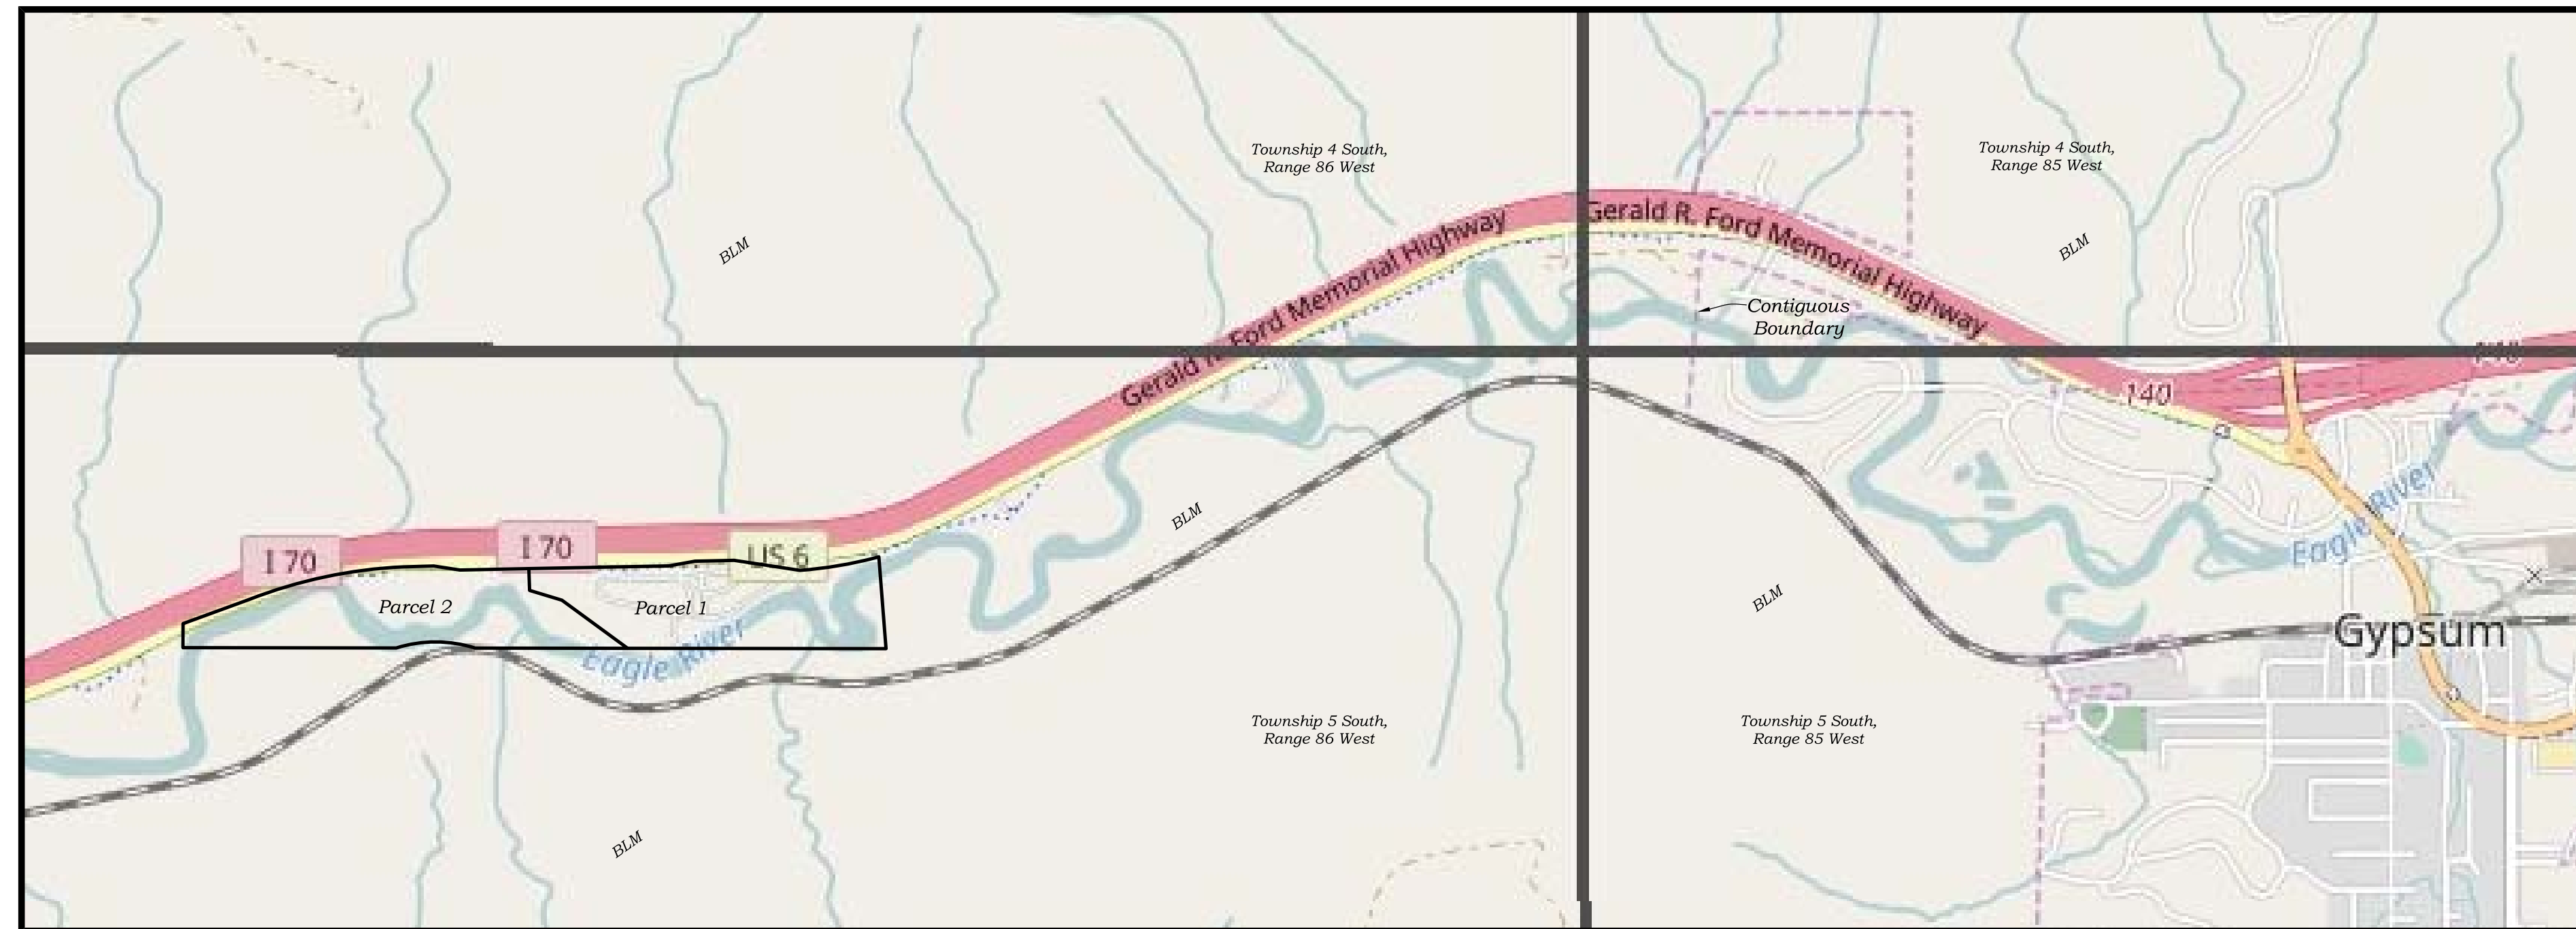 Township 4 South,
Range 86 West
Township 4 South,
Range 85 West
BLM
BLM
Gerald R. Ford Memorial Highway
Gerald R. Ford Memorial Highway
Contiguous
Boundary
140
I 70
I 70
US 6
Parcel 2
Parcel 1
Eagle River
BLM
BLM
Eagle River
Gypsum
Township 5 South,
Range 86 West
Township 5 South,
Range 85 West
BLM